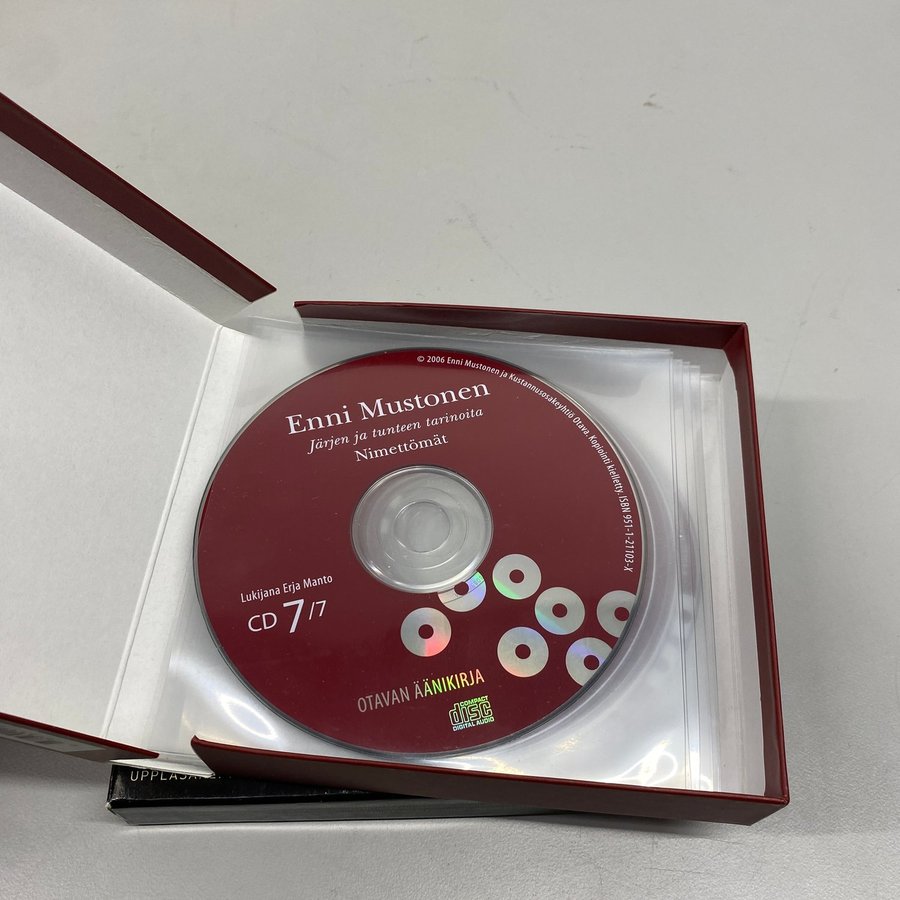 © 2006 Enni Mustonen ja Kustannusosakeyhtiö Otava. Kopiointi kielletty. ISBN 951-1-21103-X
Enni Mustonen
Järjen ja tunteen tarinoita
Nimettömät
Lukijana Erja Manto
CD 7/7
OTAVAN ÄÄNIKIRJA
COMPACT
disc
DIGITAL AUDIO